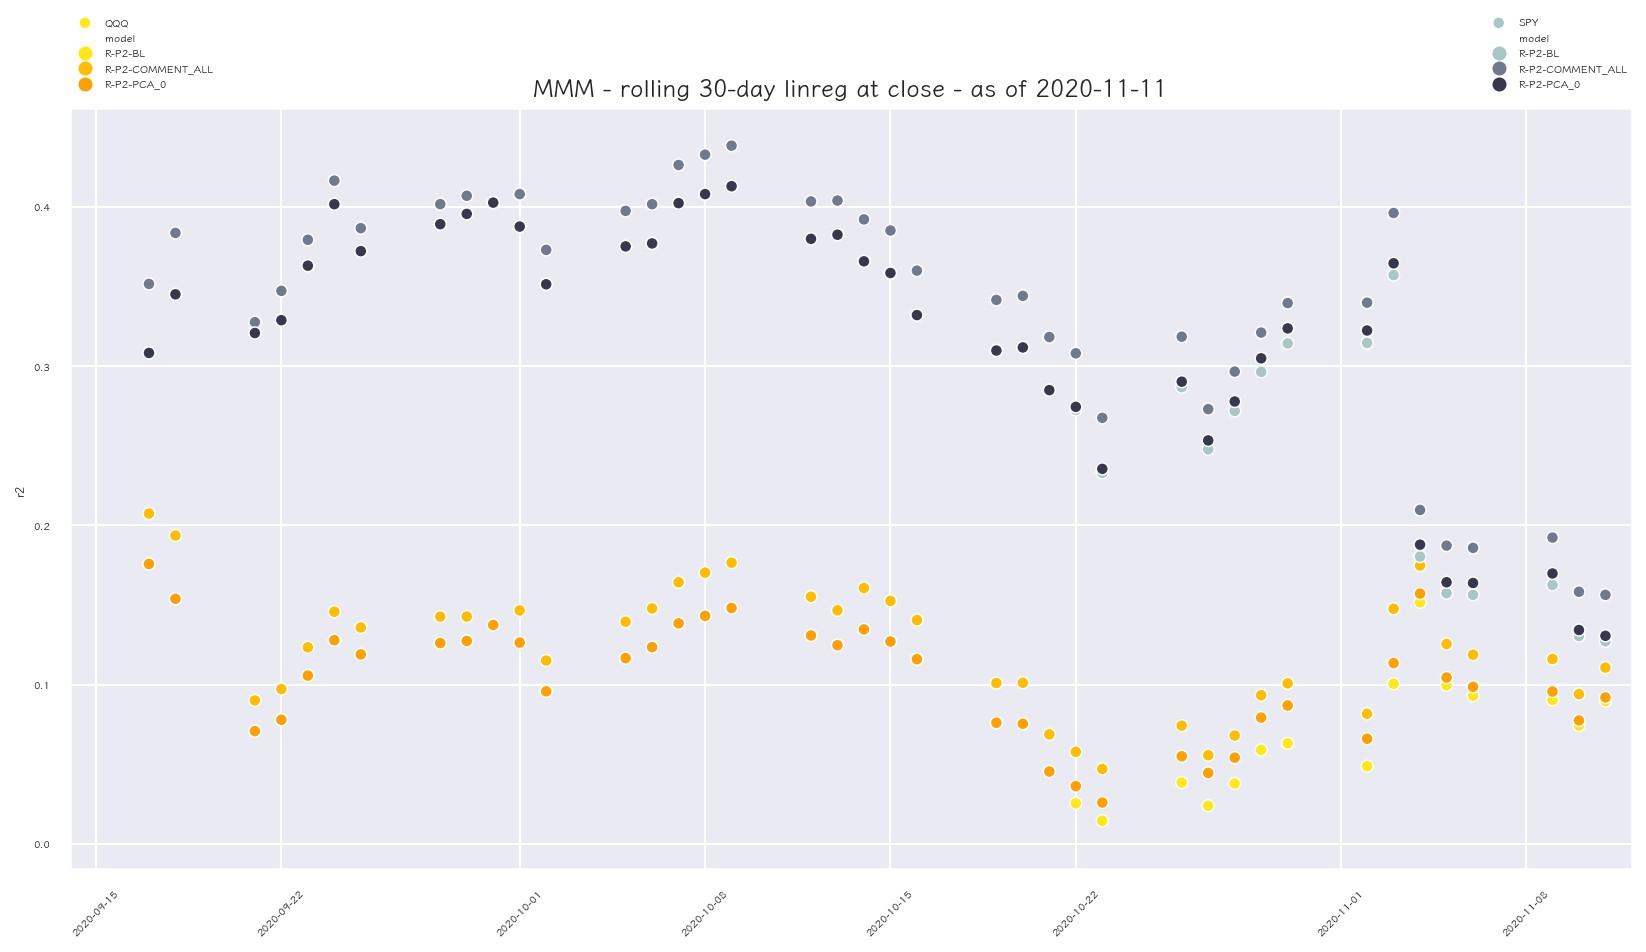 QQQ
model
R-P2-BL
R-P2-COMMENT_ALL
R-P2-PCA_0
SPY
model
R-P2-BL
R-P2-COMMENT_ALL
R-P2-PCA_0
MMM - rolling 30-day linreg at close - as of 2020-11-11
r2
0.4
0.3
0.2
0.1
0.0
2020-09-15
2020-09-22
2020-10-01
2020-10-08
2020-10-15
2020-10-22
2020-11-01
2020-11-08